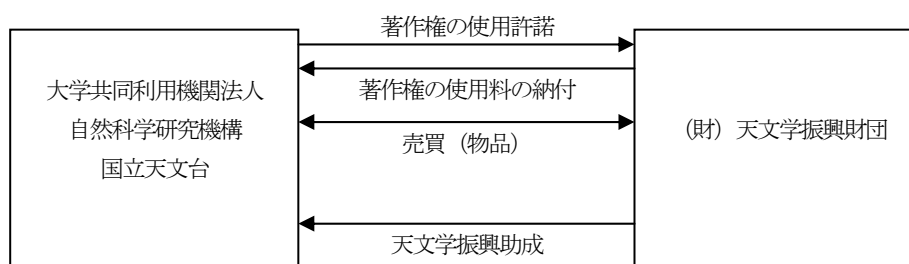 著作権の使用許諾
大学共同利用機関法人
自然科学研究機構
国立天文台
著作権の使用料の納付
売買（物品）
天文学振興助成
（財）天文学振興財団